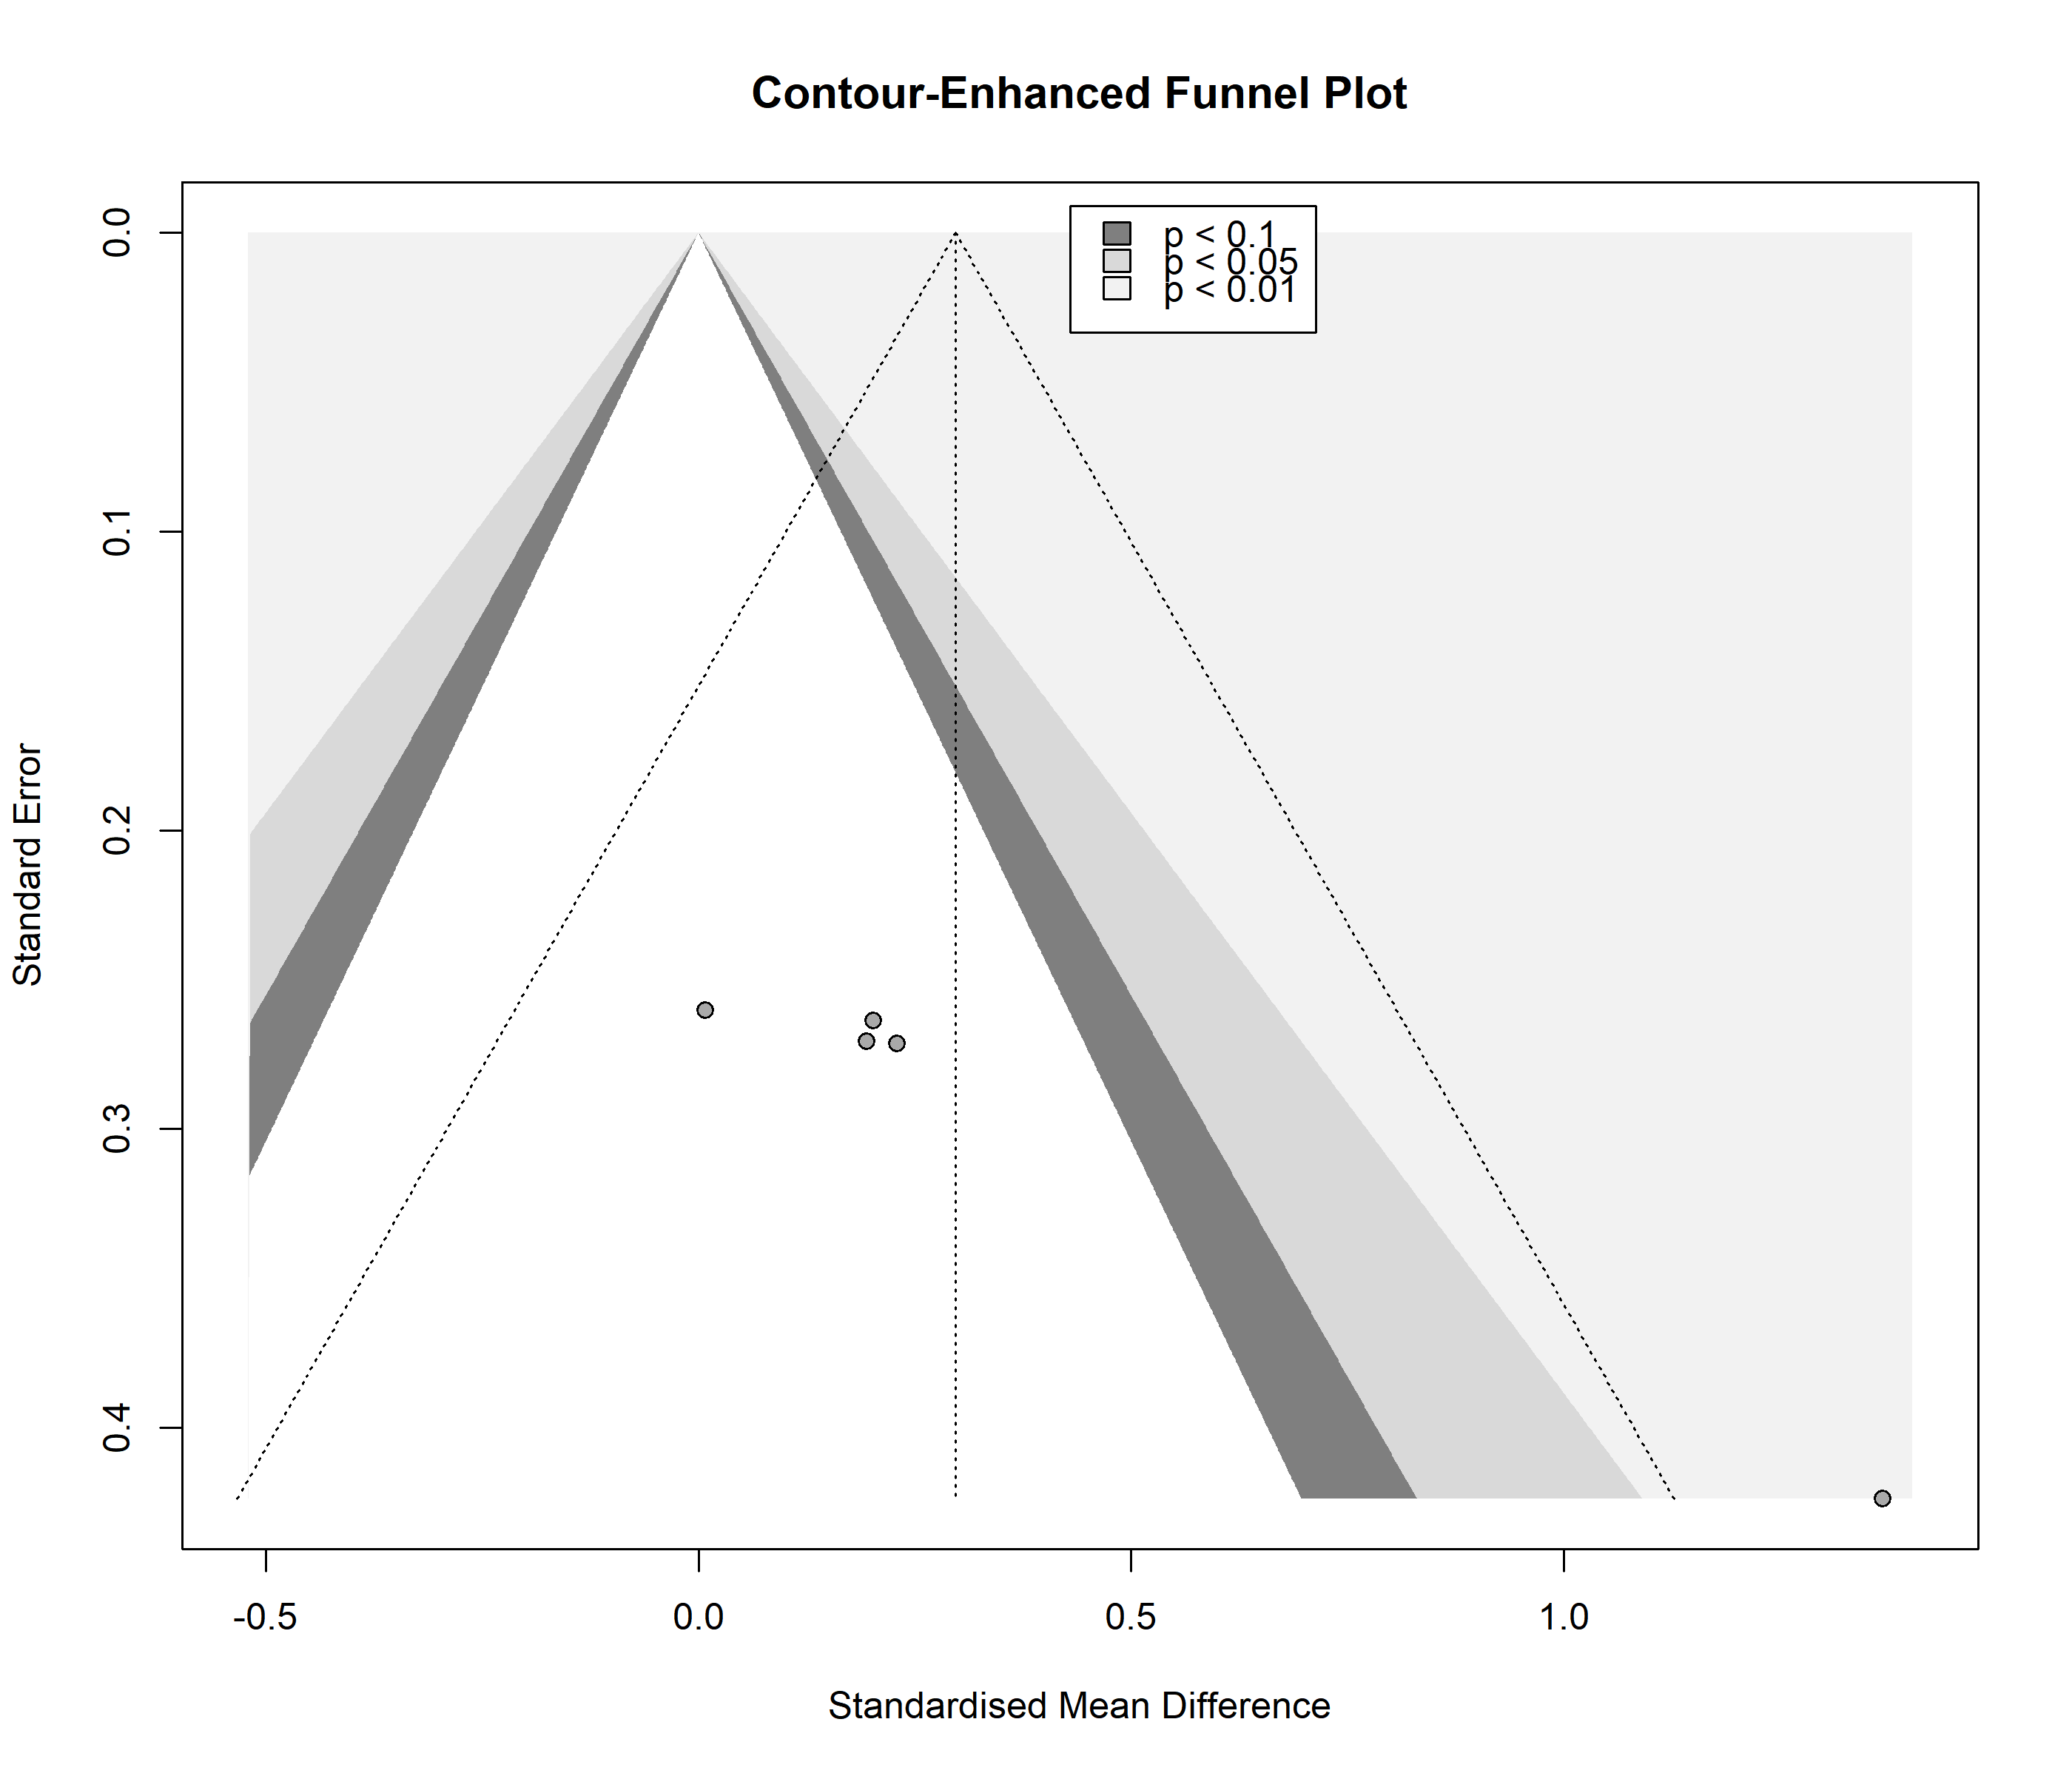 Contour-Enhanced Funnel Plot
p < 0.1
p < 0.05
p < 0.01
0.0
0.1
0.2
0.3
0.4
Standard Error
-0.5
0.0
0.5
1.0
Standardised Mean Difference